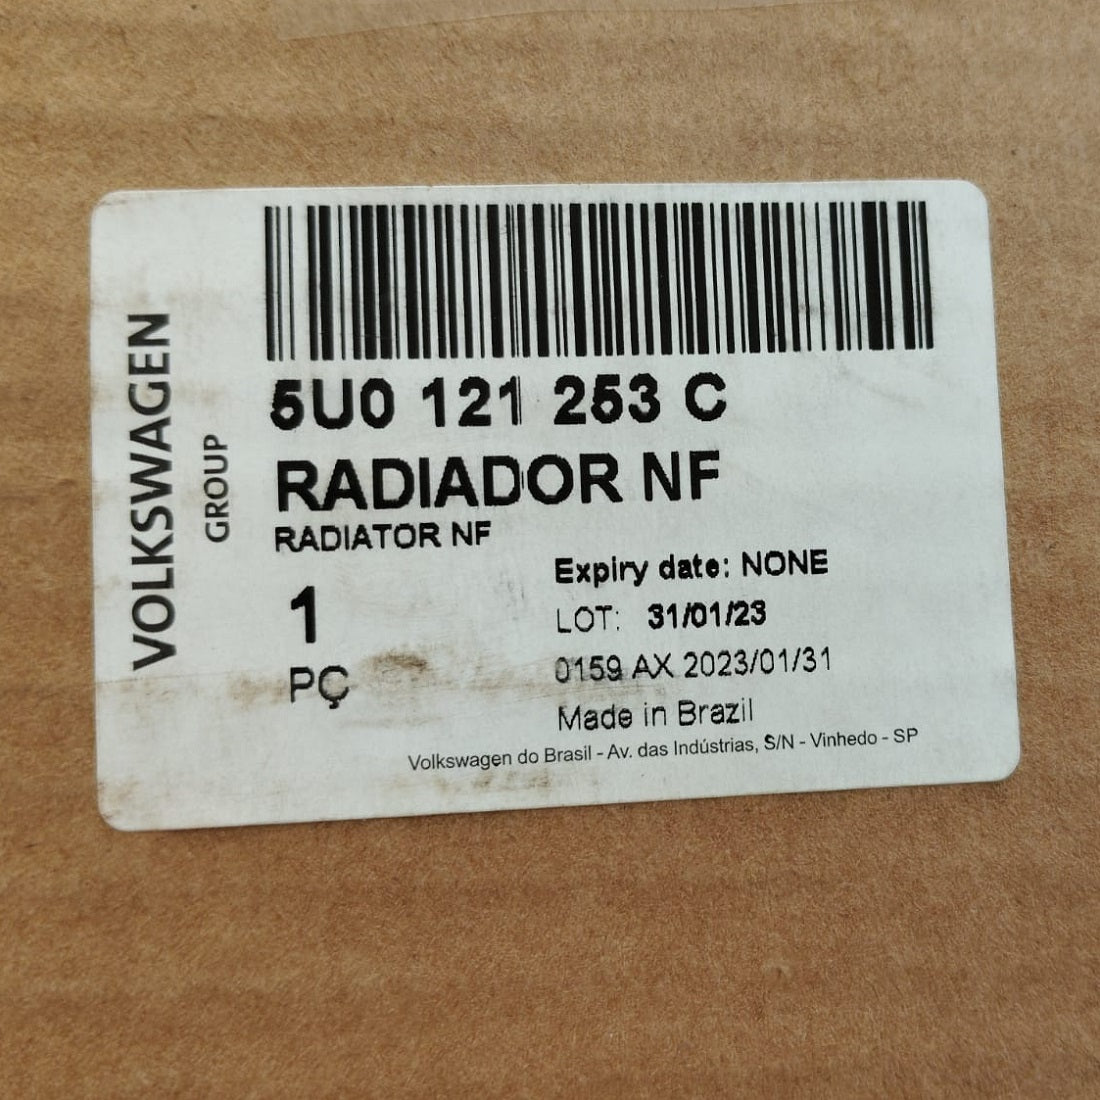 VOLKSWAGEN
GROUP
5U0 121 253 C
RADIADOR NF
RADIATOR NF
1
PÇ
Expiry date: NONE
LOT: 31/01/23
0159 AX 2023/01/31
Made in Brazil
Volkswagen do Brasil - Av. das Indústrias, S/N - Vinhedo - SP